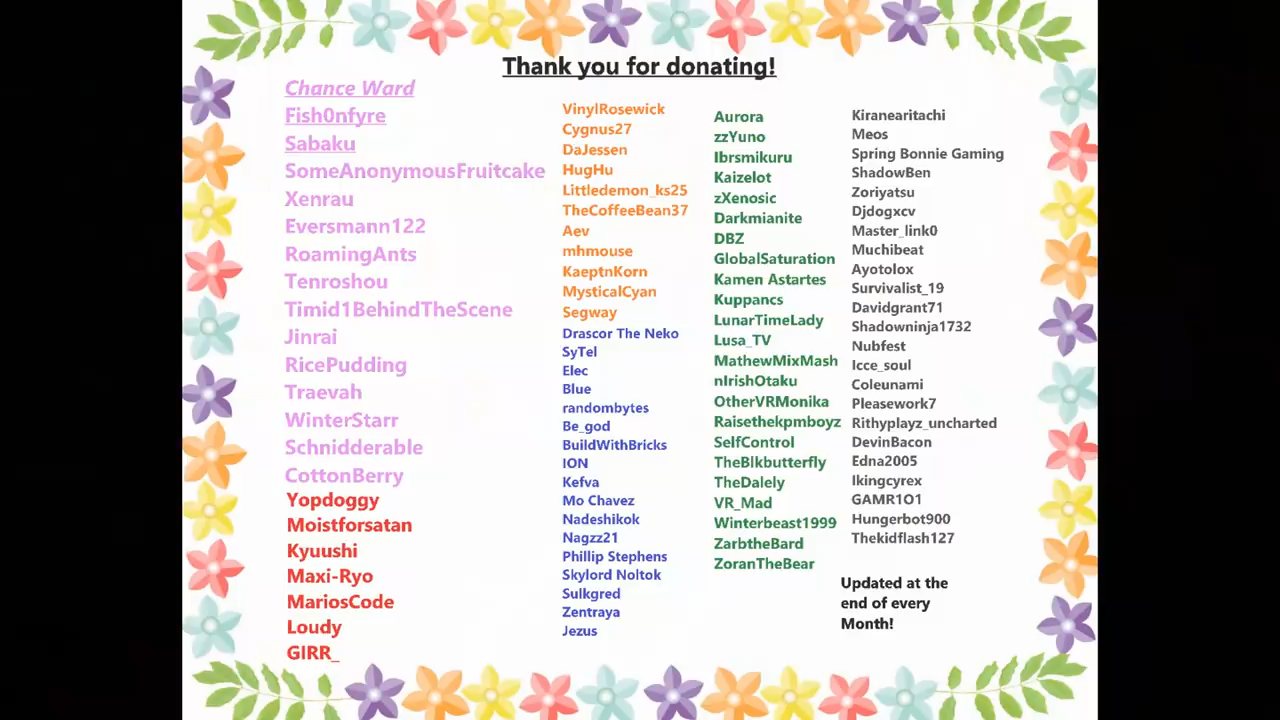 Thank you for donating!
Chance Ward
Fish0nfyre
Sabaku
SomeAnonymousFruitcake
Xenrau
Eversmann122
RoamingAnts
Tenroshou
Timid1BehindTheScene
Jinrai
RicePudding
Traevah
WinterStarr
Schnidderable
CottonBerry
Yopdoggy
Moistforsatan
Kyuushi
Maxi-Ryo
MariosCode
Loudy
GIRR_
VinylRosewick
Cygnus27
DaJessen
HugHu
Littledemon_ks25
TheCoffeeBean37
Aev
mhmouse
KaeptnKorn
MysticalCyan
Segway
Drascor The Neko
SyTel
Elec
Blue
randombytes
Be_god
BuildWithBricks
ION
Kefva
Mo Chavez
Nadeshikok
Nagzz21
Phillip Stephens
Skylord Noltok
Sulkgred
Zentraya
Jezus
Aurora
zzYuno
Ibrsmikuru
Kaizelot
zXenosic
Darkmianite
DBZ
GlobalSaturation
Kamen Astartes
Kuppancs
LunarTimeLady
Lusa_TV
MathewMixMash
nIrishOtaku
OtherVRMonika
Raisethekpmboyz
SelfControl
TheBlkbutterfly
TheDalely
VR_Mad
Winterbeast1999
ZarbtheBard
ZoranTheBear
Kiranearitachi
Meos
Spring Bonnie Gaming
ShadowBen
Zoriyatsu
Djdogxcv
Master_link0
Muchibeat
Ayotolox
Survivalist_19
Davidgrant71
Shadowninja1732
Nubfest
Icce_soul
Coleunami
Pleasework7
Rithyplayz_uncharted
DevinBacon
Edna2005
Ikingcyrex
GAMR1O1
Hungerbot900
Thekidflash127
Updated at the
end of every
Month!